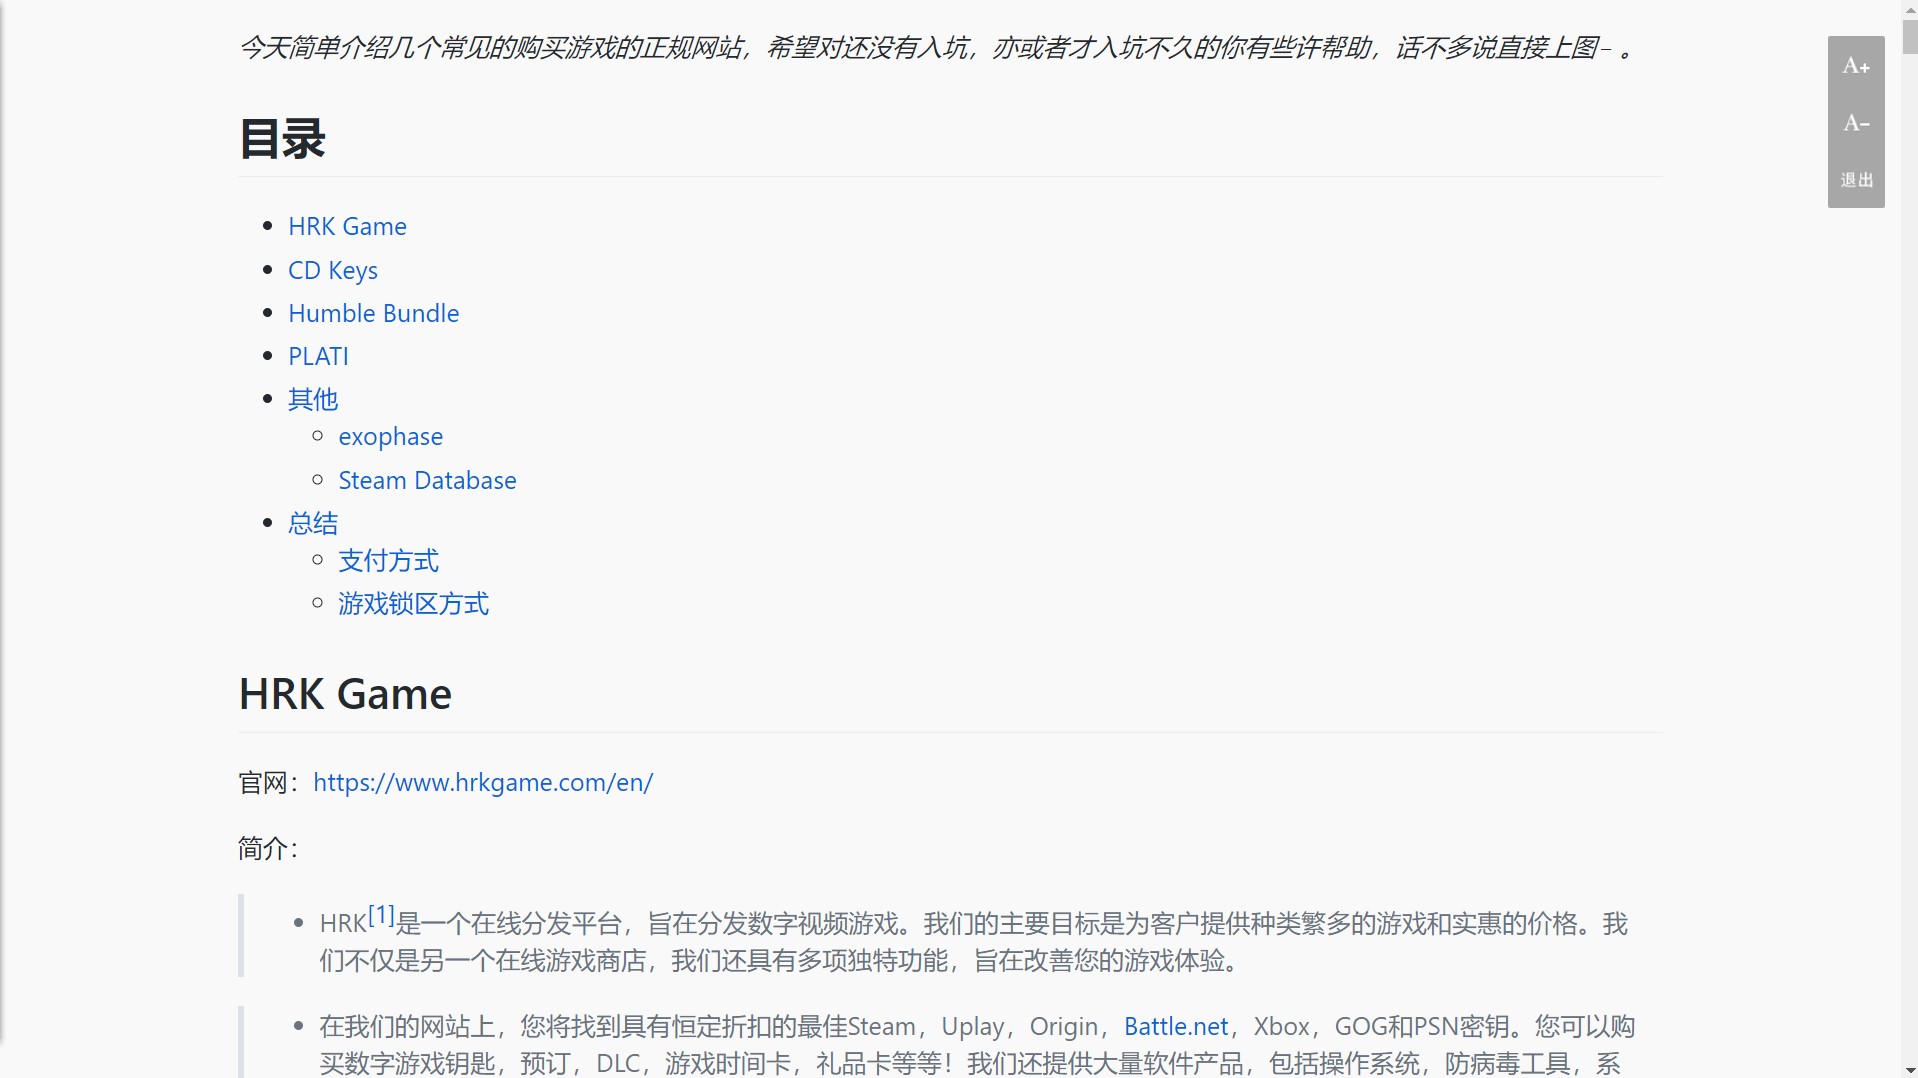 今天简单介绍几个常见的购买游戏的正规网站，希望对还没有入坑，亦或者才入坑不久的你有些许帮助，话不多说直接上图– 。
A+
A-
退出
目录
HRK Game
CD Keys
Humble Bundle
PLATI
其他
exophase
Steam Database
总结
支付方式
游戏锁区方式
HRK Game
官网：https://www.hrkgame.com/en/
简介：
HRK[1]是一个在线分发平台，旨在分发数字视频游戏。我们的主要目标是为客户提供种类繁多的游戏和实惠的价格。我
们不仅是另一个在线游戏商店，我们还具有多项独特功能，旨在改善您的游戏体验。
在我们的网站上，您将找到具有恒定折扣的最佳Steam，Uplay，Origin，Battle.net，Xbox，GOG和PSN密钥。您可以购
买数字游戏钥匙，预订，DLC，游戏时间卡，礼品卡等等！我们还提供大量软件产品，包括操作系统，防病毒工具，系